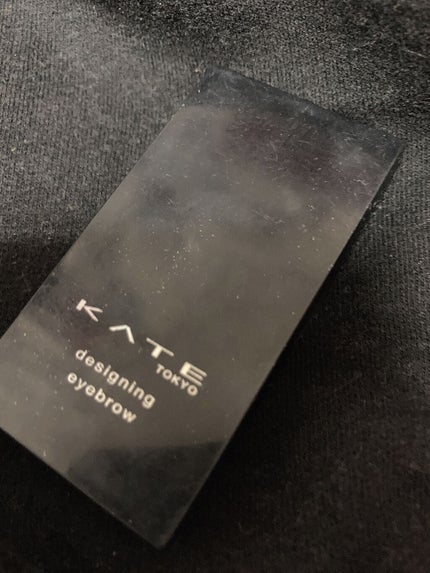 KATE
TOKYO
designing
eyebrow